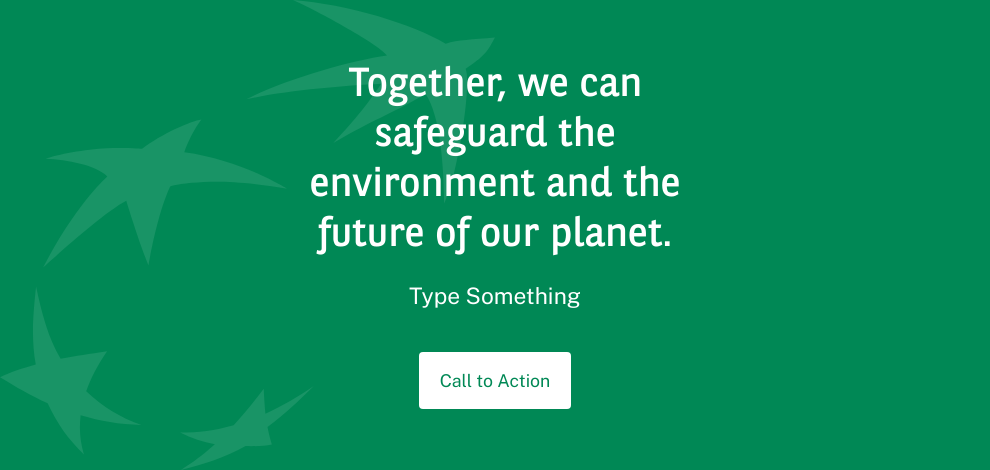 Together, we can
safeguard the
environment and the
future of our planet.
Type Something
Call to Action